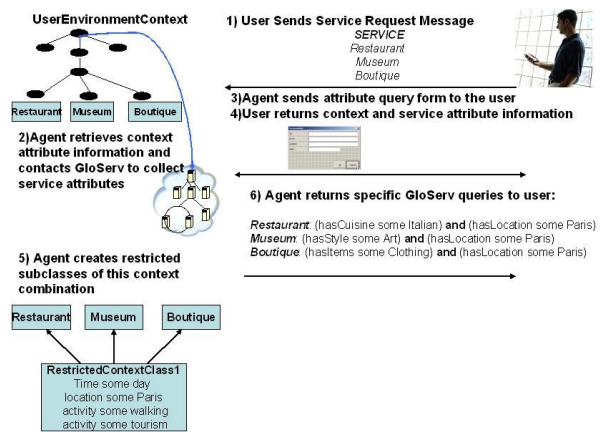 UserEnvironmentContext
1) User Sends Service Request Message
SERVICE
Restaurant
Museum
Boutique
Restaurant
Museum
Boutique
3)Agent sends attribute query form to the user
4)User returns context and service attribute information
2)Agent retrieves context
attribute information and
contacts GloServ to collect
service attributes
6) Agent returns specific GloServ queries to user:
Restaurant: (hasCuisine some Italian) and (hasLocation some Paris)
Museum: (hasStyle some Art) and (hasLocation some Paris)
Boutique: (hasItems some Clothing) and (hasLocation some Paris)
5) Agent creates restricted
subclasses of this context
combination
Restaurant
Museum
Boutique
RestrictedContextClass1
Time some day
location some Paris
activity some walking
activity some tourism